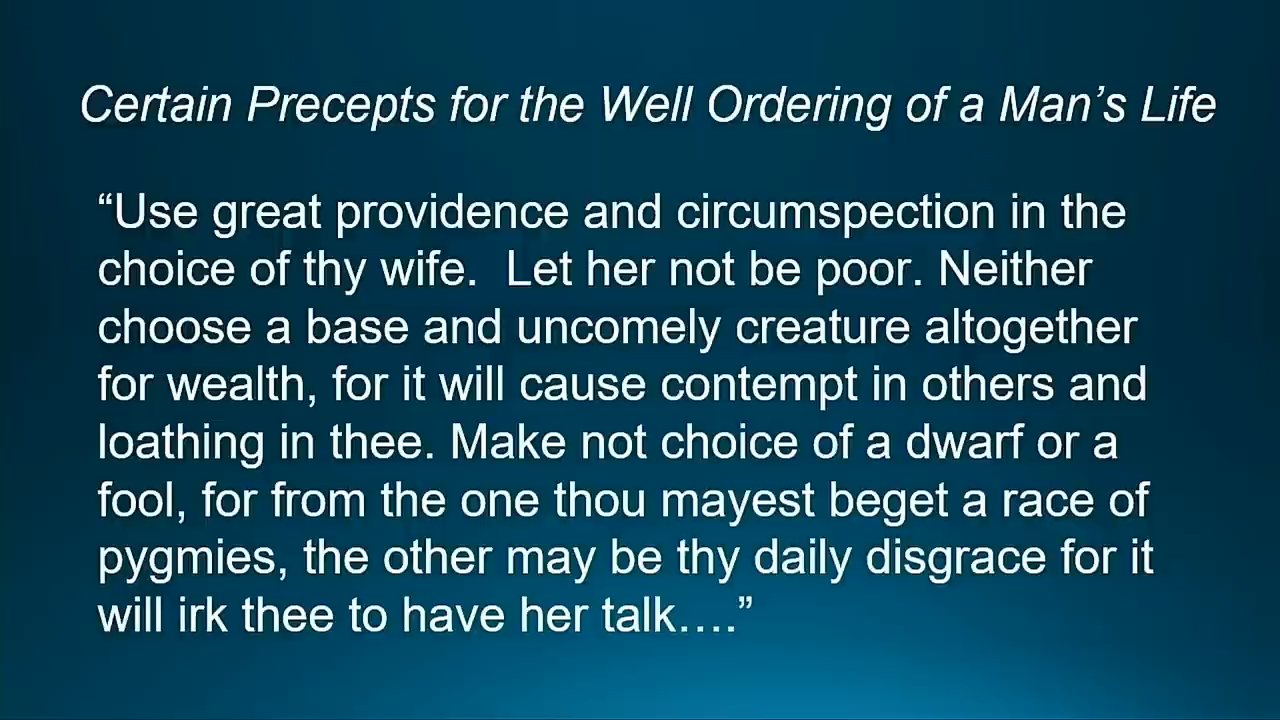 Certain Precepts for the Well Ordering of a Man’s Life
“Use great providence and circumspection in the
choice of thy wife.  Let her not be poor. Neither
choose a base and uncomely creature altogether
for wealth, for it will cause contempt in others and
loathing in thee. Make not choice of a dwarf or a
fool, for from the one thou mayest beget a race of
pygmies, the other may be thy daily disgrace for it
will irk thee to have her talk….”